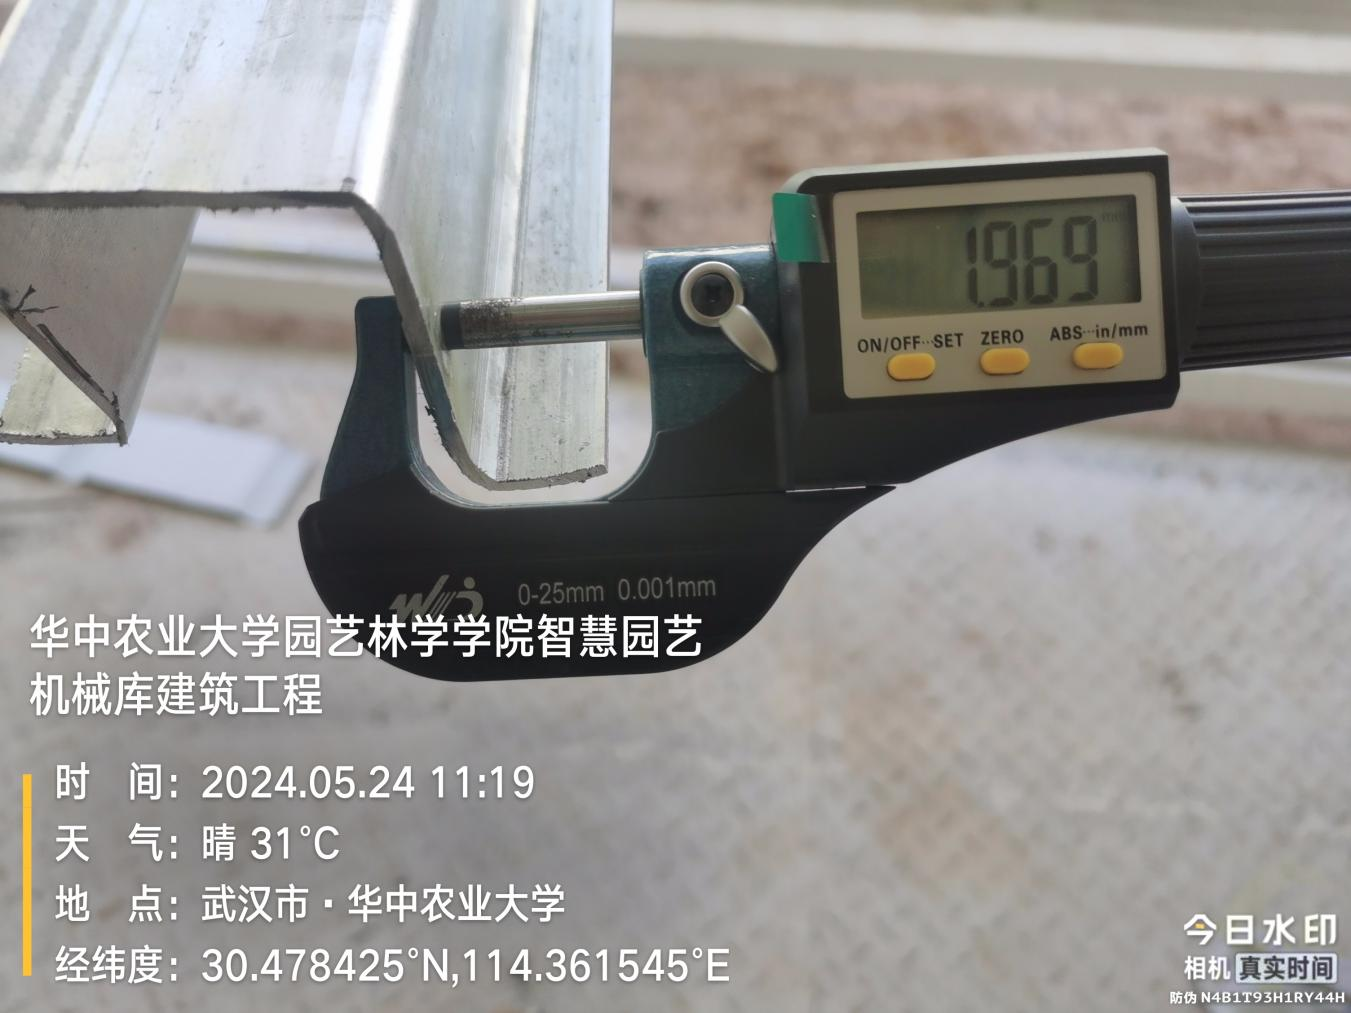 1.969 mm
ON/OFF···SET ZERO ABS···in/mm
0-25mm 0.001mm
华中农业大学园艺林学学院智慧园艺
机械库建筑工程
时 间：2024.05.24 11:19
天 气：晴 31°C
地 点：武汉市·华中农业大学
经纬度：30.478425°N,114.361545°E
今日水印
相机 真实时间
防伪 N4B1T93H1RY44H